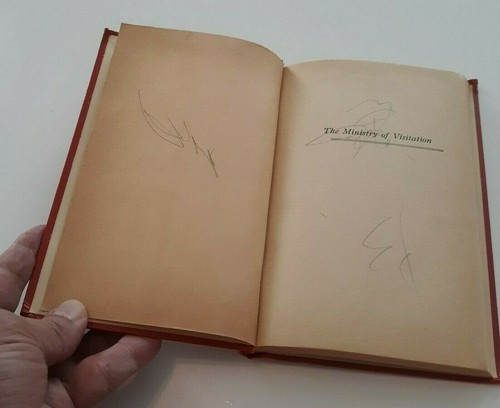 The Ministry of Visitation